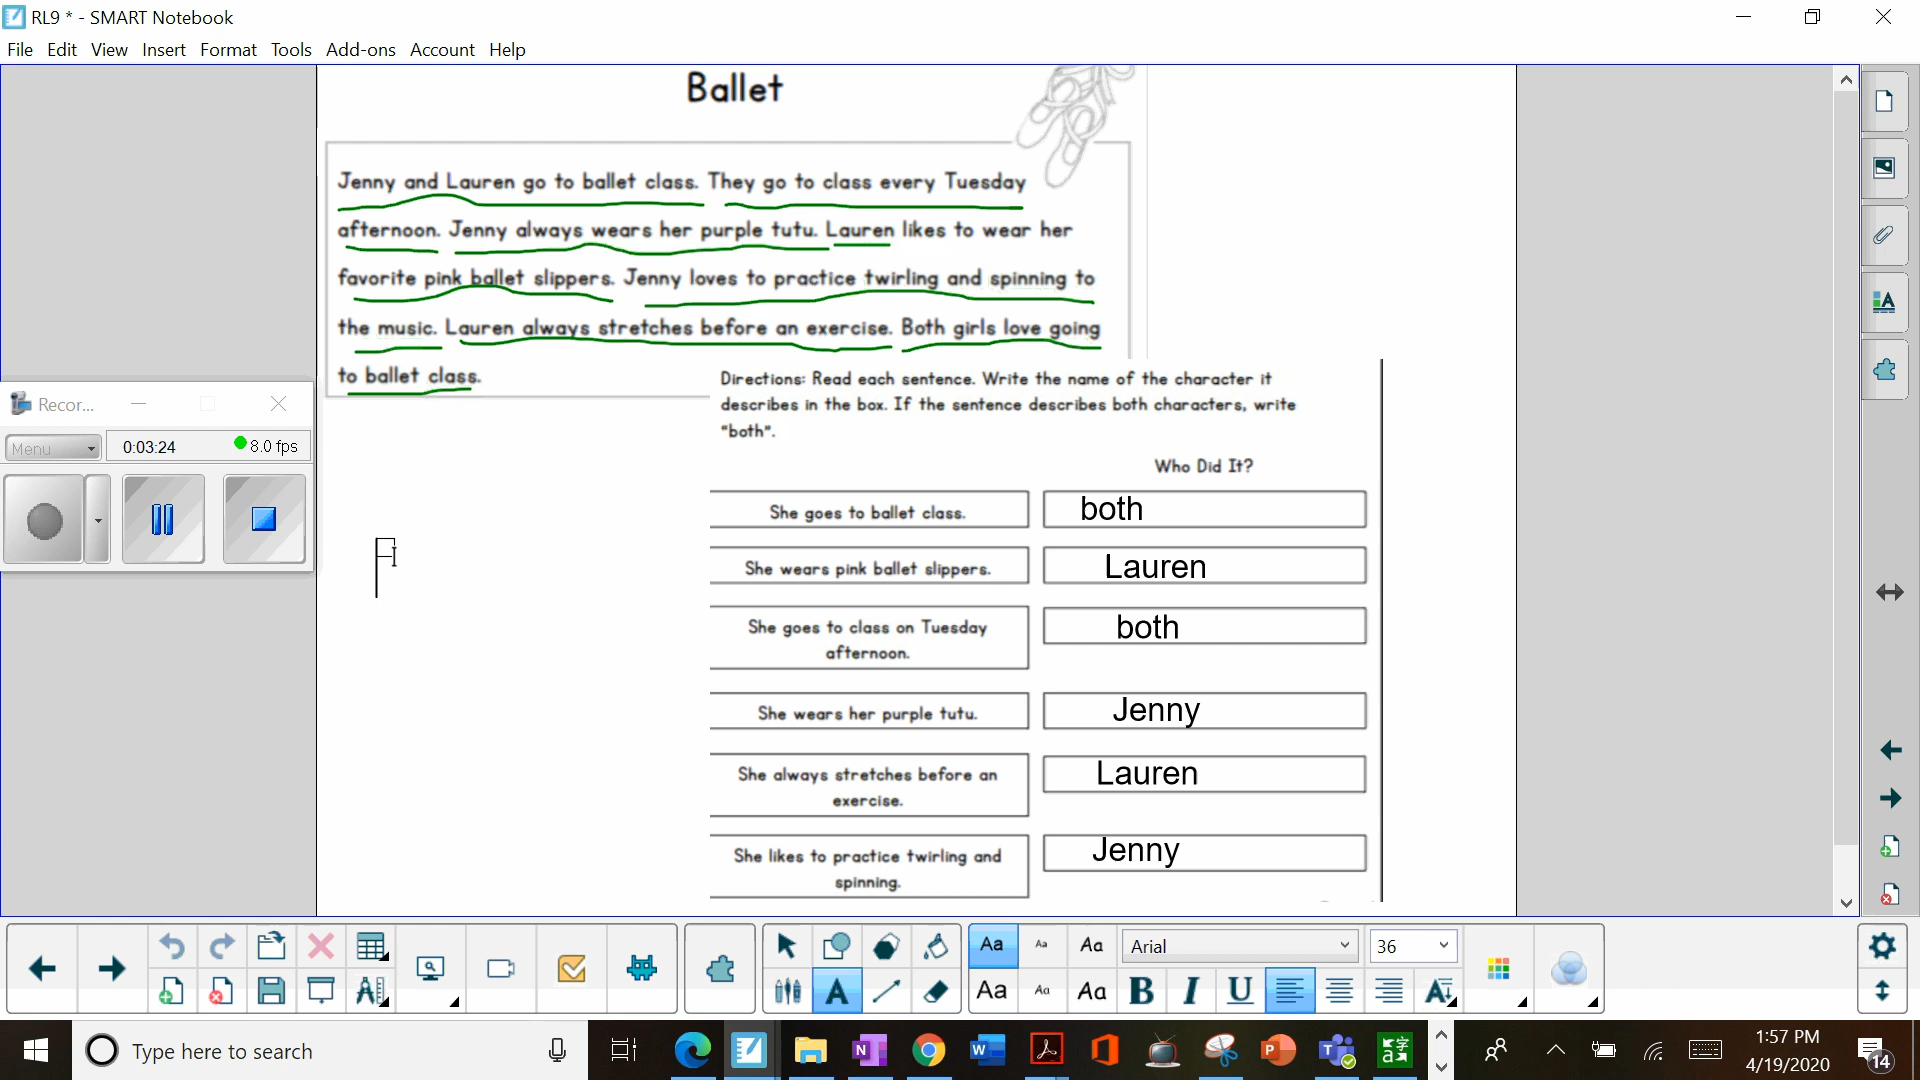 RL9 * - SMART Notebook
File Edit View Insert Format Tools Add-ons Account Help
Ballet
Jenny and Lauren go to ballet class. They go to class every Tuesday
afternoon. Jenny always wears her purple tutu. Lauren likes to wear her
favorite pink ballet slippers. Jenny loves to practice twirling and spinning to
the music. Lauren always stretches before an exercise. Both girls love going
to ballet class.
Directions: Read each sentence. Write the name of the character it
describes in the box. If the sentence describes both characters, write
"both".
Who Did It?
She goes to ballet class. both
She wears pink ballet slippers. Lauren
She goes to class on Tuesday
afternoon.
both
She wears her purple tutu. Jenny
She always stretches before an
exercise.
Lauren
She likes to practice twirling and
spinning.
Jenny
Recor...
Menu 0:03:24 8.0 fps
Aa Aa Aa Arial 36
A Aa Aa Aa B I U A
Type here to search
1:57 PM
4/19/2020
14